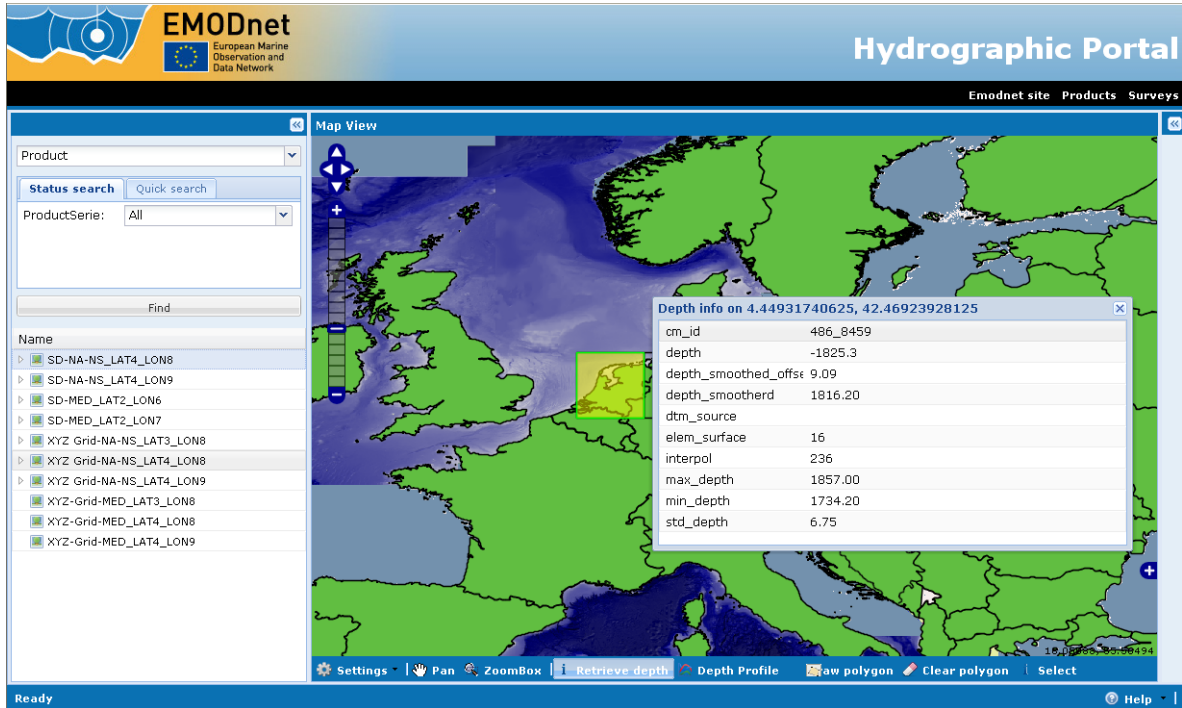 EMODnet
European Marine
Observation and
Data Network
Hydrographic Portal
Emodnet site Products Surveys
Map View
Product
Status search Quick search
ProductSerie: All
Find
Name
SD-NA-NS_LAT4_LON8
SD-NA-NS_LAT4_LON9
SD-MED_LAT2_LON6
SD-MED_LAT2_LON7
XYZ Grid-NA-NS_LAT3_LON8
XYZ Grid-NA-NS_LAT4_LON8
XYZ Grid-NA-NS_LAT4_LON9
XYZ-Grid-MED_LAT3_LON8
XYZ-Grid-MED_LAT4_LON8
XYZ-Grid-MED_LAT4_LON9
Depth info on 4.44931740625, 42.46923928125
cm_id 486_8459
depth -1825.3
depth_smoothed_offse 9.09
depth_smootherd 1816.20
dtm_source
elem_surface 16
interpol 236
max_depth 1857.00
min_depth 1734.20
std_depth 6.75
Settings Pan ZoomBox i Retrieve depth Depth Profile raw polygon Clear polygon i Select
Ready
Help